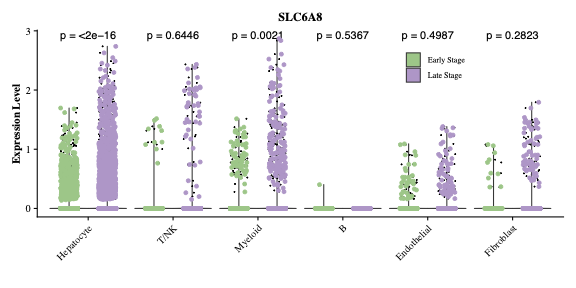 SLC6A8
p = <2e-16 p = 0.6446 p = 0.0021 p = 0.5367 p = 0.4987 p = 0.2823
Early Stage
Late Stage
Expression Level
3
2
1
0
Hepatocyte T/NK Myeloid B Endothelial Fibroblast